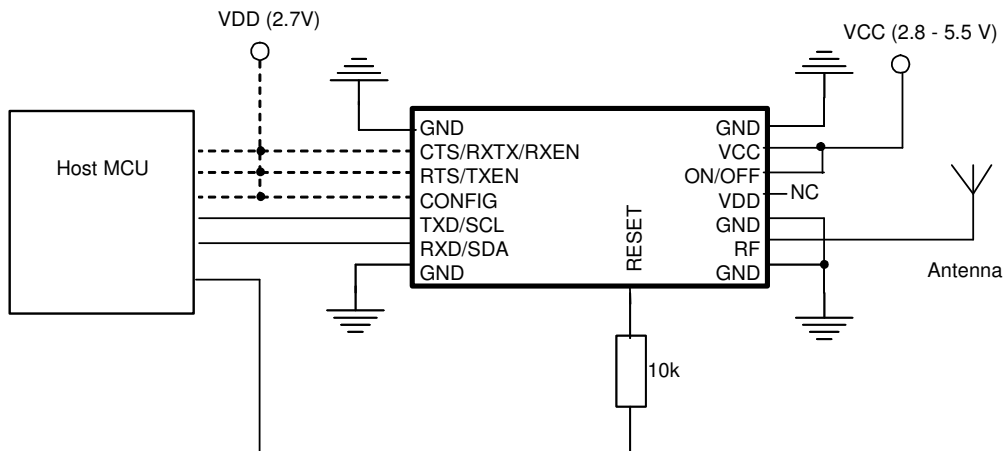 VDD (2.7V)
VCC (2.8 - 5.5 V)
Host MCU
GND
CTS/RXTX/RXEN
RTS/TXEN
CONFIG
TXD/SCL
RXD/SDA
GND
RESET
GND
VCC
ON/OFF
VDD
NC
GND
RF
GND
Antenna
10k